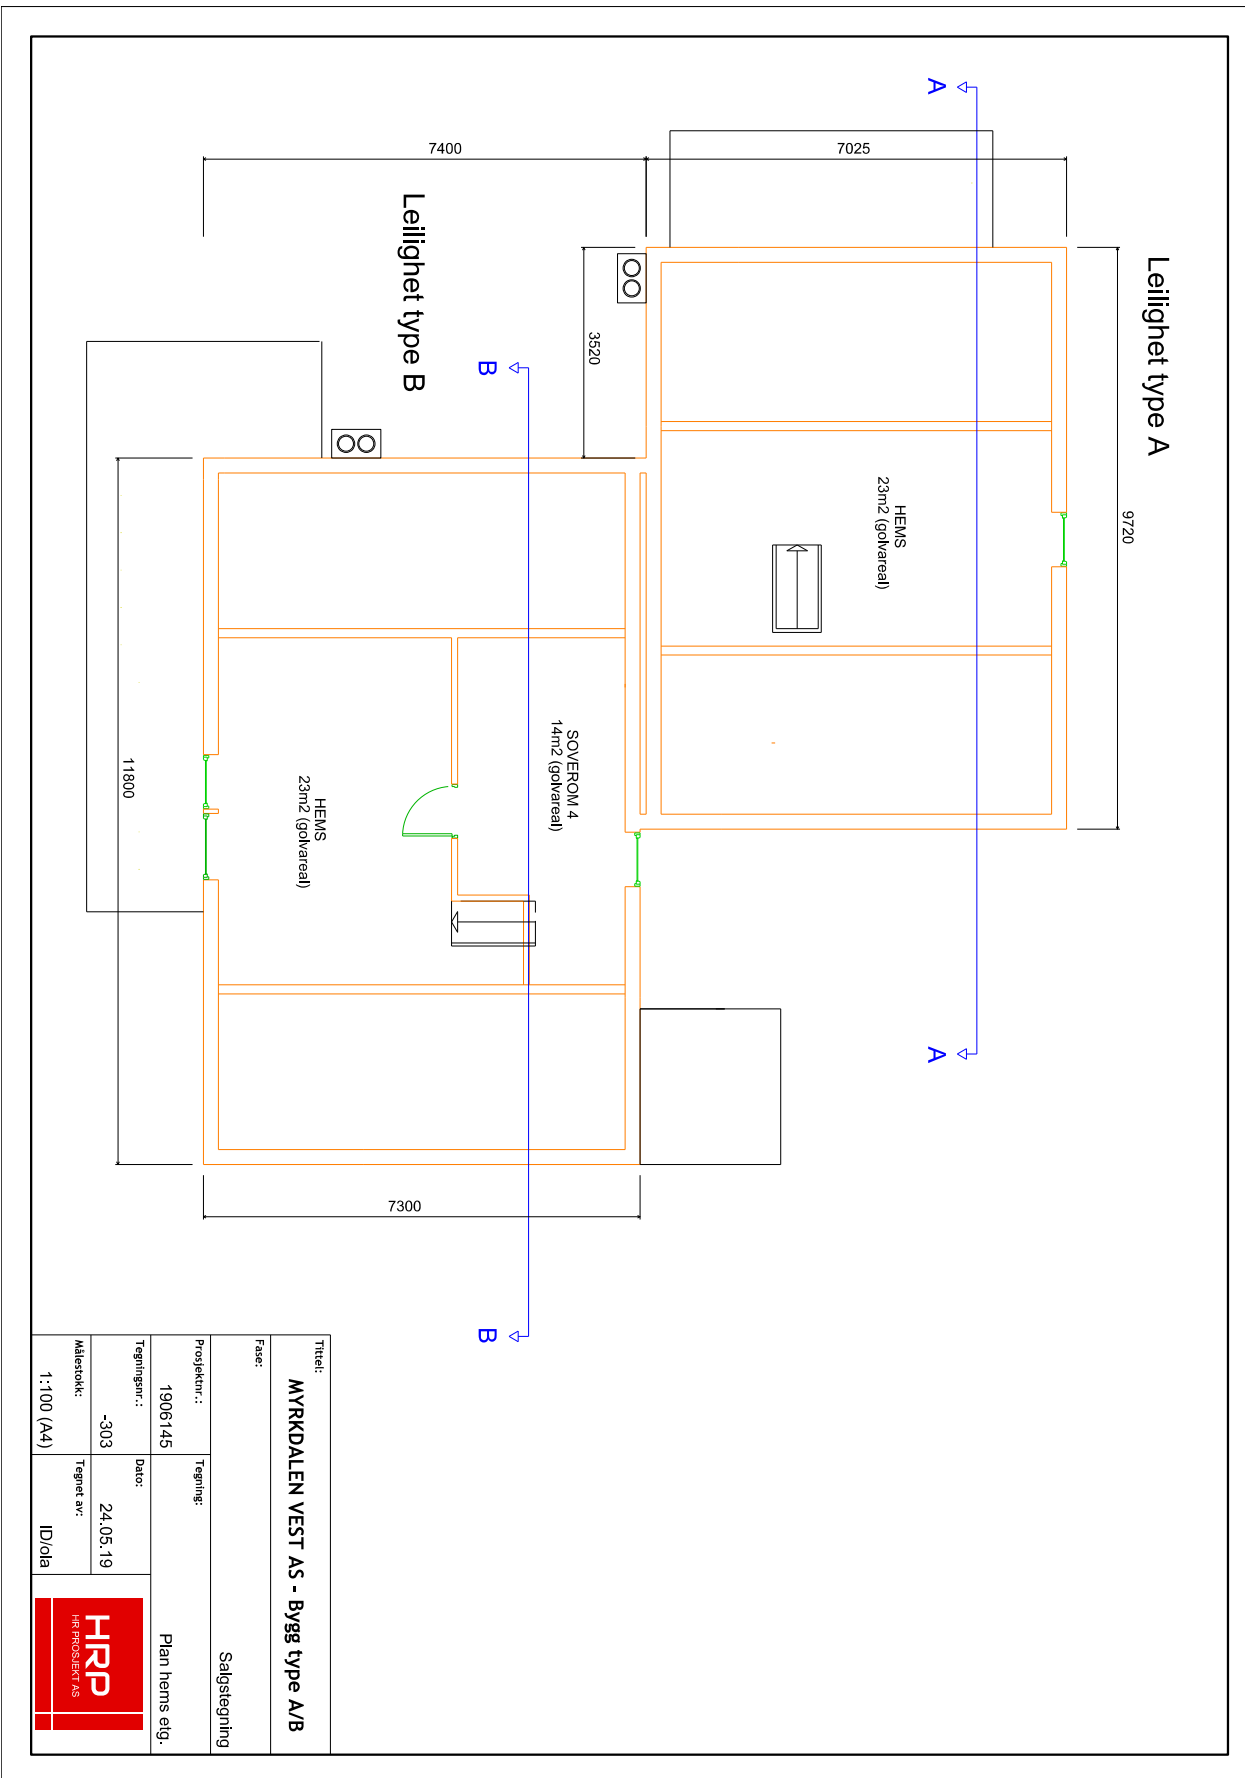 Leilighet type A
9720
HEMS
23m2 (golvareal)
A
A
7025
7400
3520
Leilighet type B
B
B
SOVEROM 4
14m2 (golvareal)
HEMS
23m2 (golvareal)
11800
7300
Tittel:
MYRKDALEN VEST AS - Bygg type A/B
Fase:
Salgstegning
Prosjektnr.:
1906145
Tegning:
Plan hems etg.
Tegningsnr.:
-303
Dato:
24.05.19
Målestokk:
1:100 (A4)
Tegnet av:
ID/ola
HRP
HR PROSJEKT AS